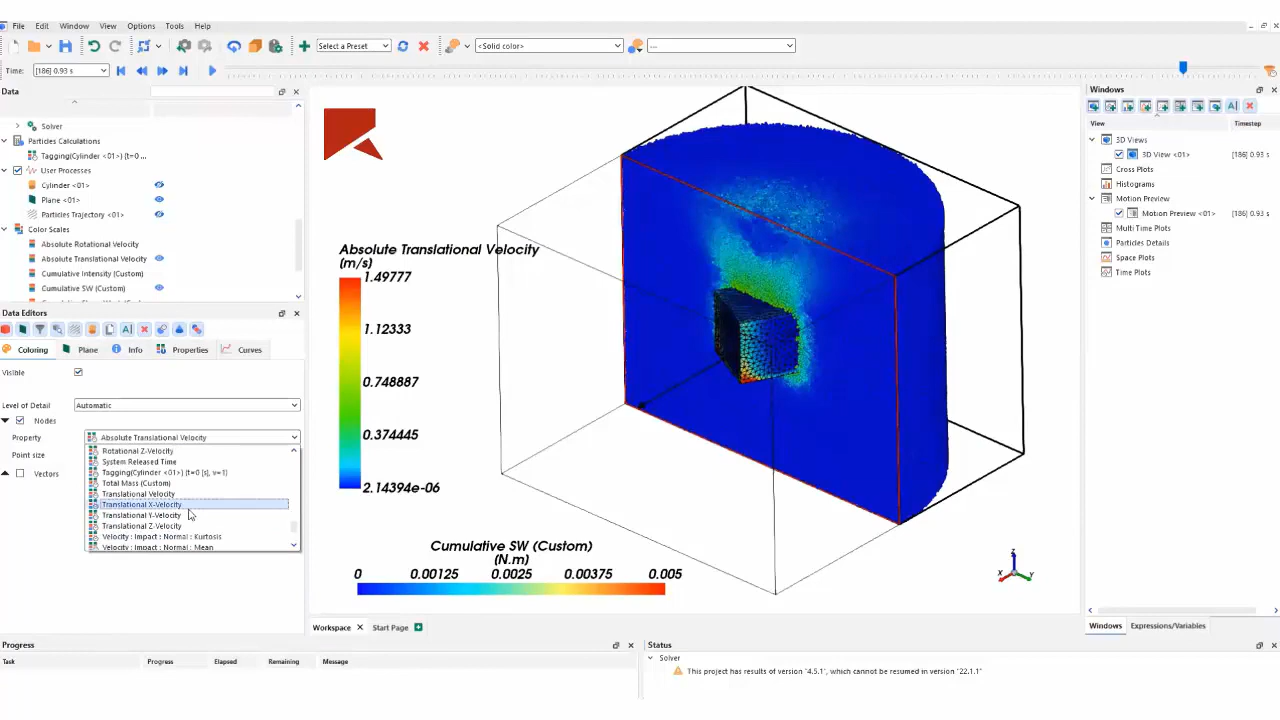 File Edit Window View Options Tools Help
Select a Preset <Solid color> ---
Time: [186] 0.93 s
Data
Solver
Particles Calculations
Tagging(Cylinder <01>) [t=0 ...
User Processes
Cylinder <01>
Plane <01>
Particles Trajectory <01>
Color Scales
Absolute Rotational Velocity
Absolute Translational Velocity
Cumulative Intensity (Custom)
Cumulative SW (Custom)
Data Editors
Coloring Plane Info Properties Curves
Visible
Level of Detail Automatic
Nodes
Property Absolute Translational Velocity
Point size
Vectors
Rotational Z-Velocity
System Released Time
Tagging(Cylinder <01>) [t=0 [s], v=1)
Total Mass (Custom)
Translational Velocity
Translational X-Velocity
Translational Y-Velocity
Translational Z-Velocity
Velocity : Impact : Normal : Kurtosis
Velocity : Impact : Normal : Mean
Absolute Translational Velocity
(m/s)
1.49777
1.12333
0.748887
0.374445
2.14394e-06
Cumulative SW (Custom)
(N.m)
0 0.00125 0.0025 0.00375 0.005
Z
X Y
Workspace Start Page
Windows
View Timestep
3D Views
3D View <01> [186] 0.93 s
Cross Plots
Histograms
Motion Preview
Motion Preview <01> [186] 0.93 s
Multi Time Plots
Particles Details
Space Plots
Time Plots
Windows Expressions/Variables
Progress
Task Progress Elapsed Remaining Message
Status
Solver
This project has results of version "4.5.1", which cannot be resumed in version "22.1.1"